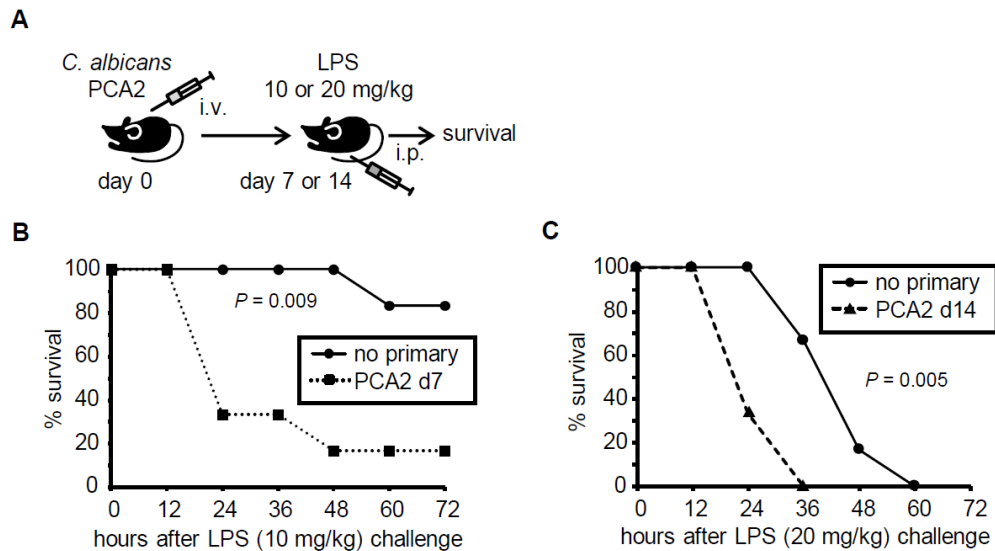 A
C. albicans
PCA2
i.v.
day 0
LPS
10 or 20 mg/kg
i.p.
survival
day 7 or 14
B
% survival
100
80
60
40
20
0
P = 0.009
no primary
PCA2 d7
0 12 24 36 48 60 72
hours after LPS (10 mg/kg) challenge
C
% survival
100
80
60
40
20
0
no primary
PCA2 d14
P = 0.005
0 12 24 36 48 60 72
hours after LPS (20 mg/kg) challenge